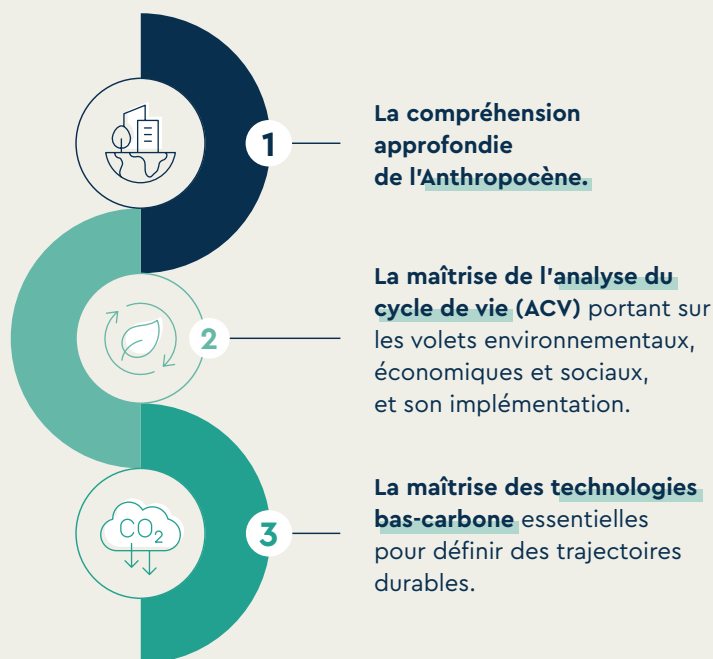 1
La compréhension
approfondie
de l'Anthropocène.
2
La maîtrise de l'analyse du
cycle de vie (ACV) portant sur
les volets environnementaux,
économiques et sociaux,
et son implémentation.
CO₂
3
La maîtrise des technologies
bas-carbone essentielles
pour définir des trajectoires
durables.